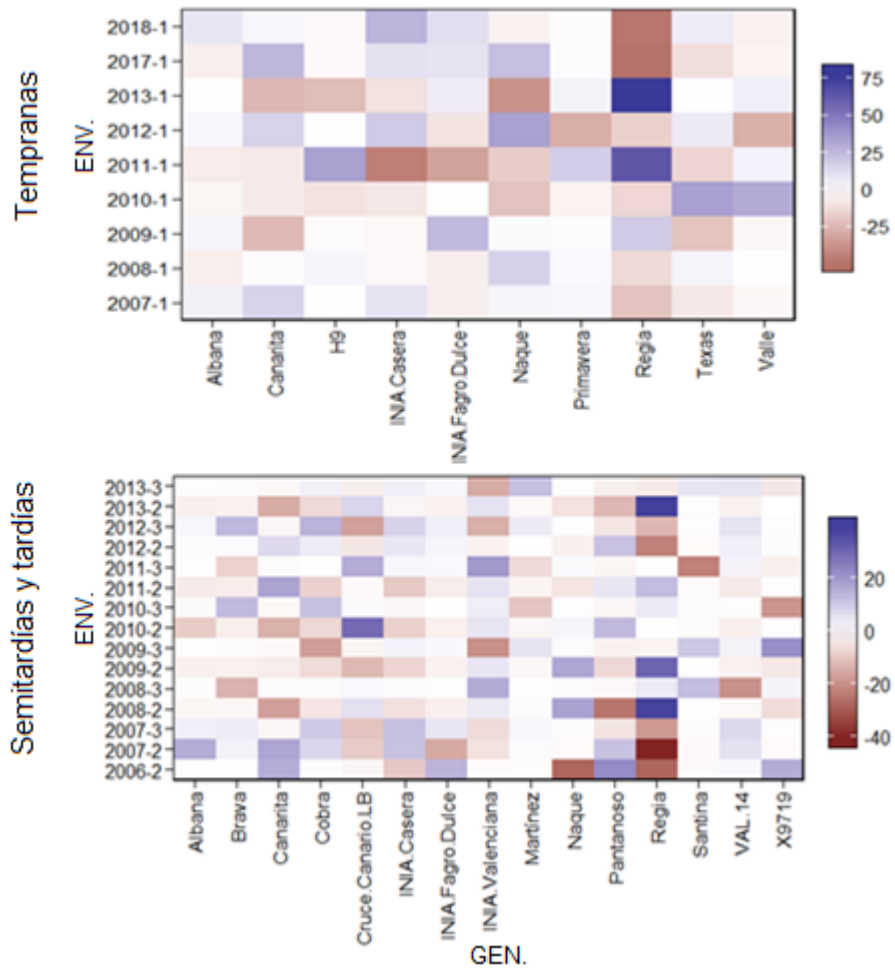 Tempranas
ENV.
2018-1
2017-1
2013-1
2012-1
2011-1
2010-1
2009-1
2008-1
2007-1
Albana
Canarita
H9
INIA.Casera
INIA.Fagro.Dulce
Naque
Primavera
Regia
Texas
Valle
75
50
25
0
-25
Semitardías y tardías
ENV.
2013-3
2013-2
2012-3
2012-2
2011-3
2011-2
2010-3
2010-2
2009-3
2009-2
2008-3
2008-2
2007-3
2007-2
2006-2
Albana
Brava
Canarita
Cobra
Cruce.Canario.LB
INIA.Casera
INIA.Fagro.Dulce
INIA.Valenciana
Martínez
Naque
Pantanoso
Regia
Santina
VAL.14
X9719
GEN.
20
0
-20
-40